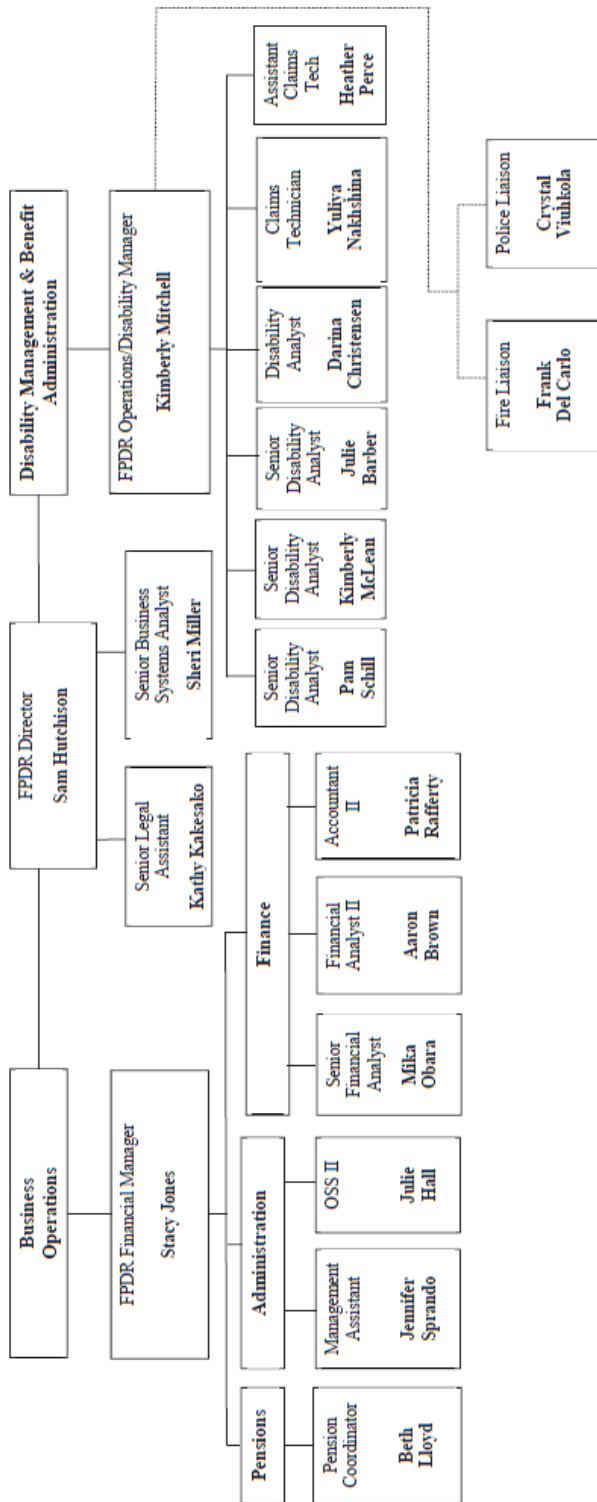 Business
Operations
FPDR Director
Sam Hutchison
Disability Management & Benefit
Administration
FPDR Financial Manager
Stacy Jones
Senior Legal
Assistant
Kathy Kakesako
Senior Business
Systems Analyst
Sheri Miller
FPDR Operations/Disability Manager
Kimberly Mitchell
Pensions
Administration
Finance
Pension
Coordinator
Beth
Lloyd
Management
Assistant
Jennifer
Sprando
OSS II
Julie
Hall
Senior
Financial
Analyst
Mika
Obara
Financial
Analyst II
Aaron
Brown
Accountant
II
Patricia
Rafferty
Senior
Disability
Analyst
Pam
Schill
Senior
Disability
Analyst
Kimberly
McLean
Senior
Disability
Analyst
Julie
Barber
Disability
Analyst
Darina
Christensen
Claims
Technician
Yuliya
Nakhshina
Assistant
Claims
Tech
Heather
Perce
Fire Liaison
Frank
Del Carlo
Police Liaison
Crystal
Viuhkola